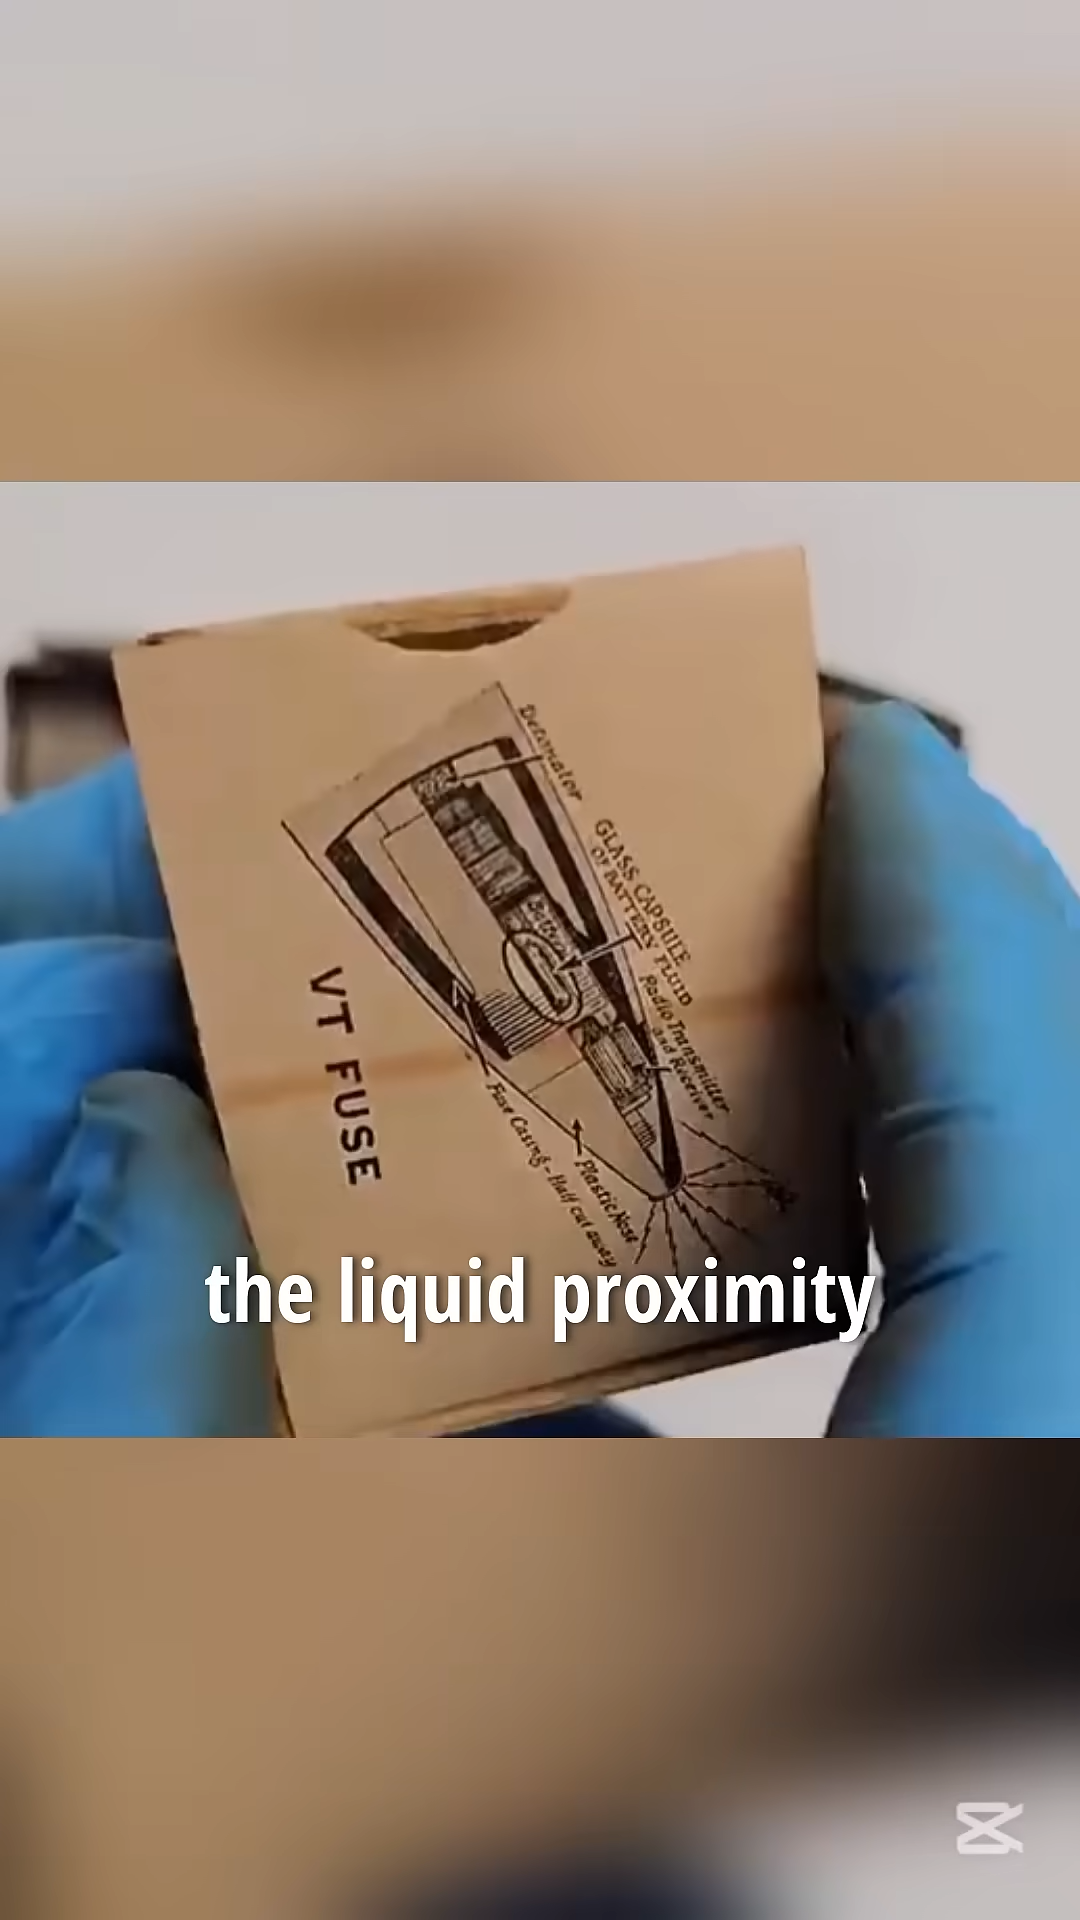 Detonator
GLASS CAPSULE
OF BATTERY FLUID
Radio Transmitter
and Receiver
VT FUSE
Fuse Casing - Half cut away
Plastic Nose
the liquid proximity